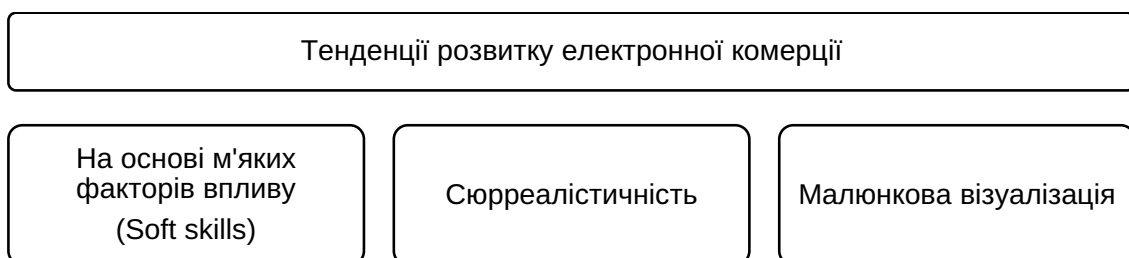 Тенденції розвитку електронної комерції
На основі м'яких
факторів впливу
(Soft skills)
Сюрреалістичність
Малюнкова візуалізація